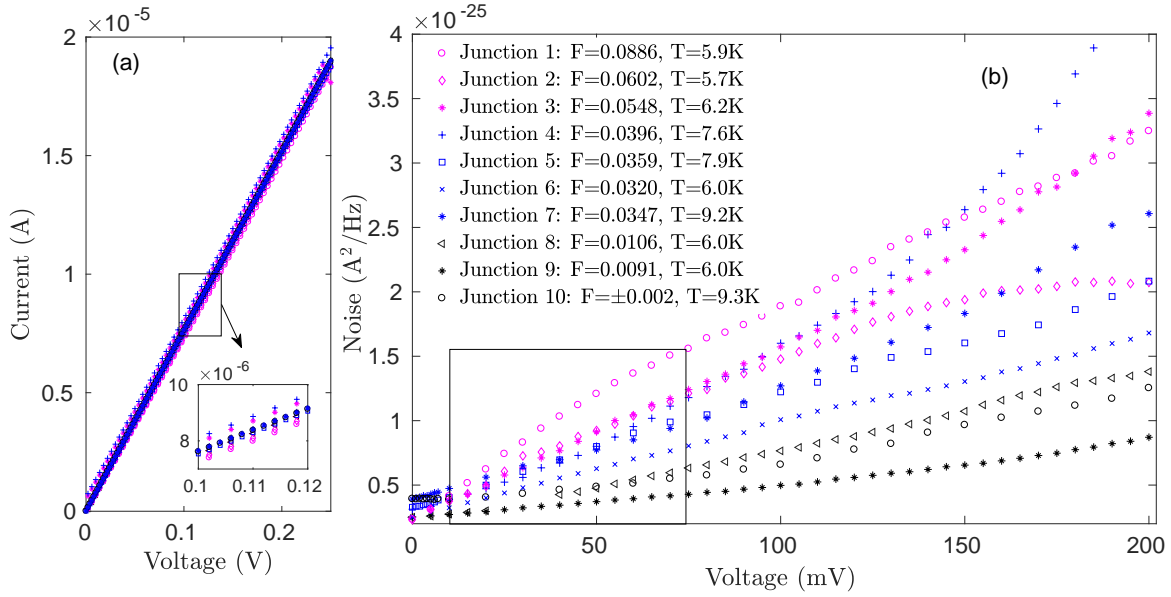 ×10^-5
(a)
2
1.5
1
0.5
0
Current (A)
0
0.1
0.2
Voltage (V)
×10^-6
10
8
0.1
0.11
0.12
×10^-25
(b)
4
3.5
3
2.5
2
1.5
1
0.5
Noise (A^2/Hz)
Junction 1: F=0.0886, T=5.9K
Junction 2: F=0.0602, T=5.7K
Junction 3: F=0.0548, T=6.2K
Junction 4: F=0.0396, T=7.6K
Junction 5: F=0.0359, T=7.9K
Junction 6: F=0.0320, T=6.0K
Junction 7: F=0.0347, T=9.2K
Junction 8: F=0.0106, T=6.0K
Junction 9: F=0.0091, T=6.0K
Junction 10: F=±0.002, T=9.3K
0
50
100
150
200
Voltage (mV)